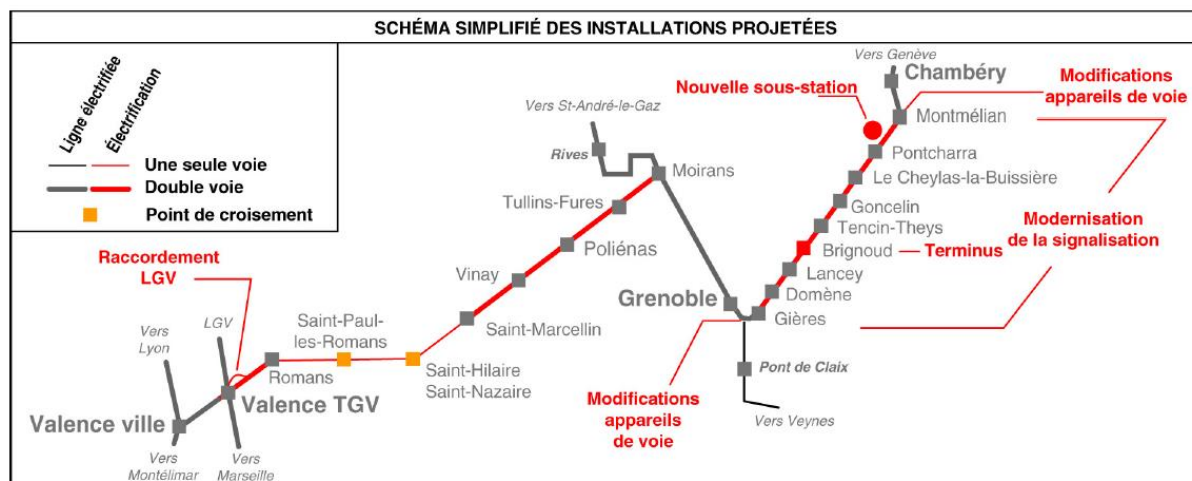 SCHÉMA SIMPLIFIÉ DES INSTALLATIONS PROJETÉES
Ligne électrifiée
Électrification
Une seule voie
Double voie
Point de croisement
Raccordement
LGV
Vers
Lyon
LGV
Valence ville
Vers
Montélimar
Valence TGV
Vers
Marseille
Romans
Saint-Paul-
les-Romans
Saint-Hilaire
Saint-Nazaire
Saint-Marcellin
Vinay
Poliénas
Tullins-Fures
Moirans
Rives
Vers St-André-le-Gaz
Grenoble
Modifications
appareils
de voie
Pont de Claix
Vers Veynes
Gières
Domène
Lancey
Brignoud
Terminus
Tencin-Theys
Goncelin
Le Cheylas-la-Buissière
Pontcharra
Montmélian
Chambéry
Vers Genève
Nouvelle sous-station
Modifications
appareils de voie
Modernisation
de la signalisation